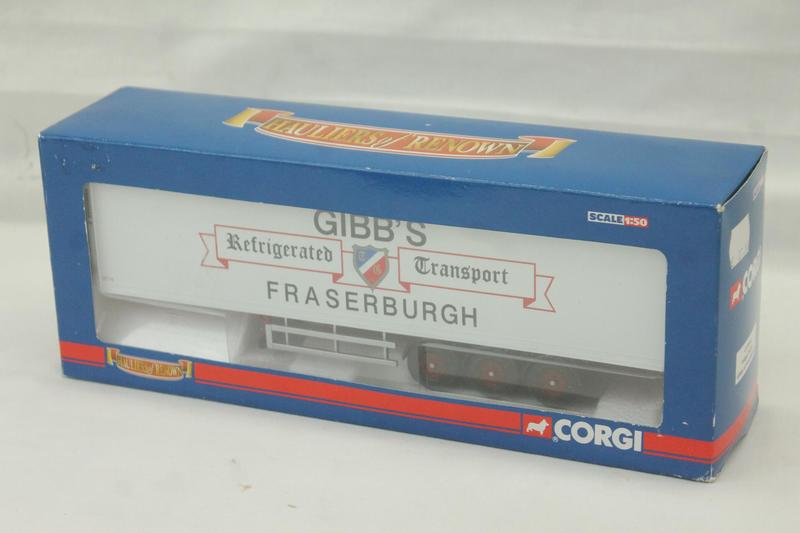 HAULIERS of RENOWN
SCALE 1:50
GIBB'S
Refrigerated Transport
FRASERBURGH
HAULIERS of RENOWN
CORGI
CORGI